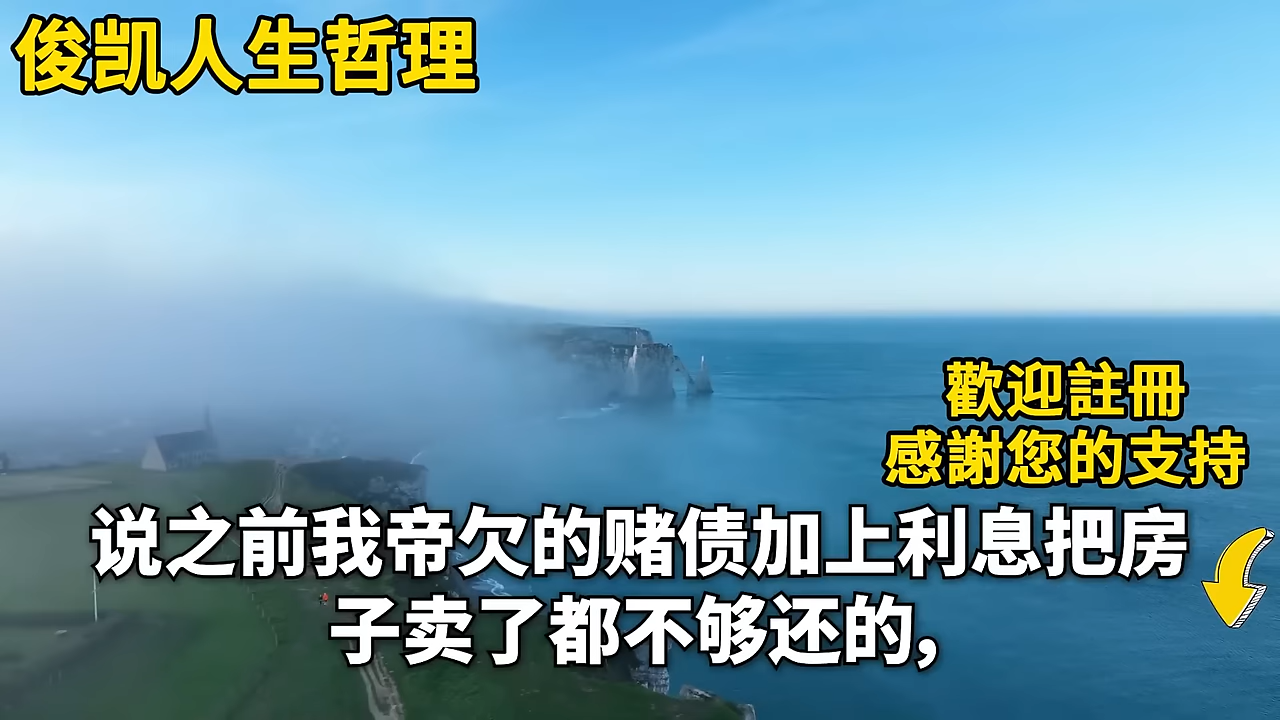 俊凯人生哲理
歡迎註冊
感謝您的支持
说之前我帝欠的赌债加上利息把房
子卖了都不够还的,